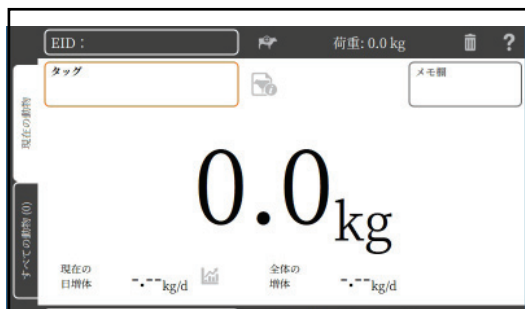 EID：
荷重: 0.0 kg
?
タッグ
メモ欄
現在の動物
すべての動物 (0)
0.0kg
現在の
日増体
-.--kg/d
全体の
増体
-.--kg/d